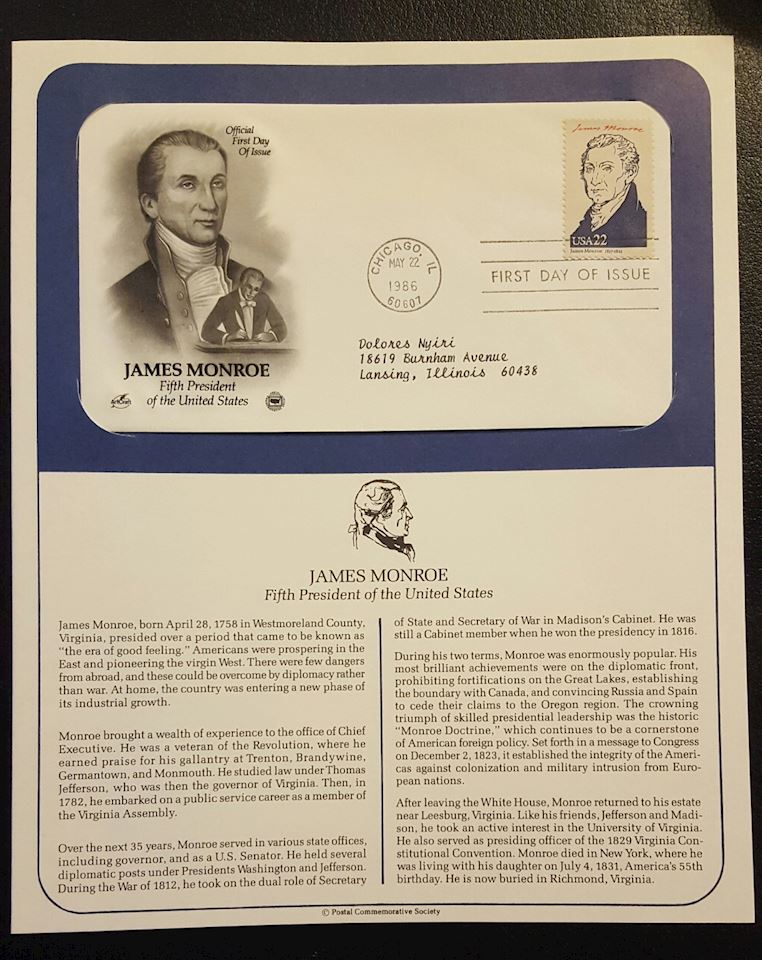 Official
First Day
Of Issue
James Monroe
USA22
James Monroe 1817-1825
CHICAGO, IL
MAY 22
1986
60607
FIRST DAY OF ISSUE
Dolores Nyiri
18619 Burnham Avenue
Lansing, Illinois 60438
JAMES MONROE
Fifth President
of the United States
ArtCraft
JAMES MONROE
Fifth President of the United States
James Monroe, born April 28, 1758 in Westmoreland County,
Virginia, presided over a period that came to be known as
“the era of good feeling.” Americans were prospering in the
East and pioneering the virgin West. There were few dangers
from abroad, and these could be overcome by diplomacy rather
than war. At home, the country was entering a new phase of
its industrial growth.
Monroe brought a wealth of experience to the office of Chief
Executive. He was a veteran of the Revolution, where he
earned praise for his gallantry at Trenton, Brandywine,
Germantown, and Monmouth. He studied law under Thomas
Jefferson, who was then the governor of Virginia. Then, in
1782, he embarked on a public service career as a member of
the Virginia Assembly.
Over the next 35 years, Monroe served in various state offices,
including governor, and as a U.S. Senator. He held several
diplomatic posts under Presidents Washington and Jefferson.
During the War of 1812, he took on the dual role of Secretary
of State and Secretary of War in Madison's Cabinet. He was
still a Cabinet member when he won the presidency in 1816.
During his two terms, Monroe was enormously popular. His
most brilliant achievements were on the diplomatic front,
prohibiting fortifications on the Great Lakes, establishing
the boundary with Canada, and convincing Russia and Spain
to cede their claims to the Oregon region. The crowning
triumph of skilled presidential leadership was the historic
“Monroe Doctrine,” which continues to be a cornerstone
of American foreign policy. Set forth in a message to Congress
on December 2, 1823, it established the integrity of the Ameri-
cas against colonization and military intrusion from Euro-
pean nations.
After leaving the White House, Monroe returned to his estate
near Leesburg, Virginia. Like his friends, Jefferson and Madi-
son, he took an active interest in the University of Virginia.
He also served as presiding officer of the 1829 Virginia Con-
stitutional Convention. Monroe died in New York, where he
was living with his daughter on July 4, 1831, America's 55th
birthday. He is now buried in Richmond, Virginia.
© Postal Commemorative Society